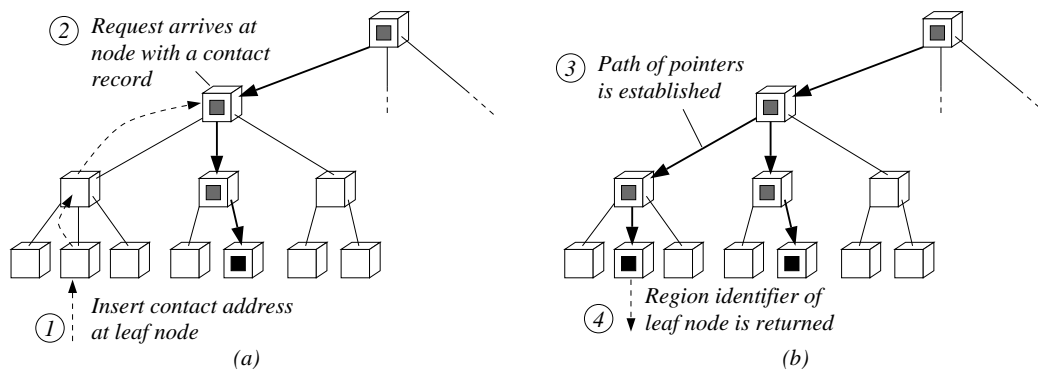 2
Request arrives at
node with a contact
record
1
Insert contact address
at leaf node
(a)
3
Path of pointers
is established
4
Region identifier of
leaf node is returned
(b)